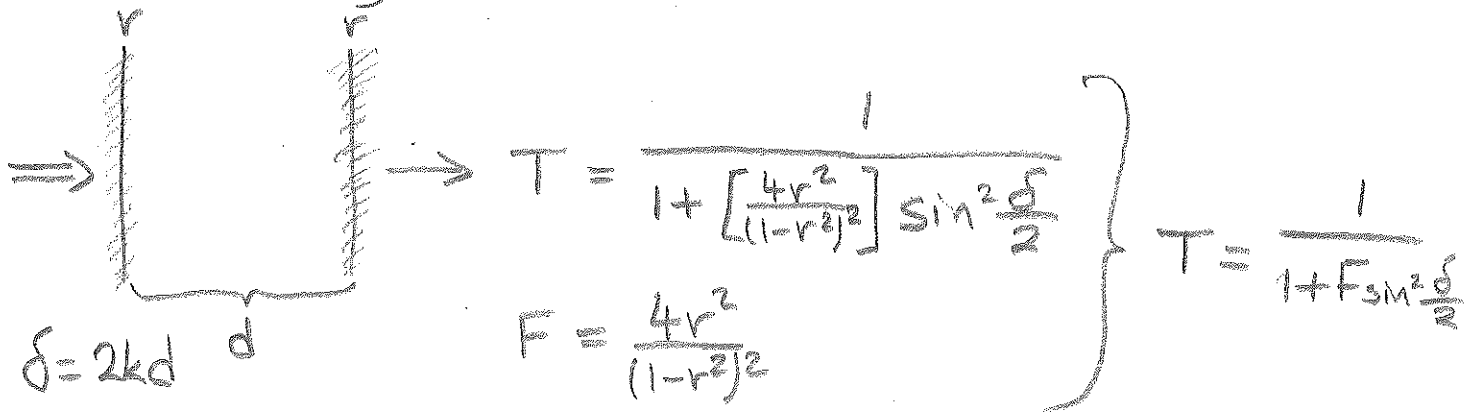 r r
T = 1 / (1 + [4r² / (1-r²)²] sin² δ/2)
T = 1 / (1 + F sin² δ/2)
F = 4r² / (1-r²)²
d
δ = 2kd